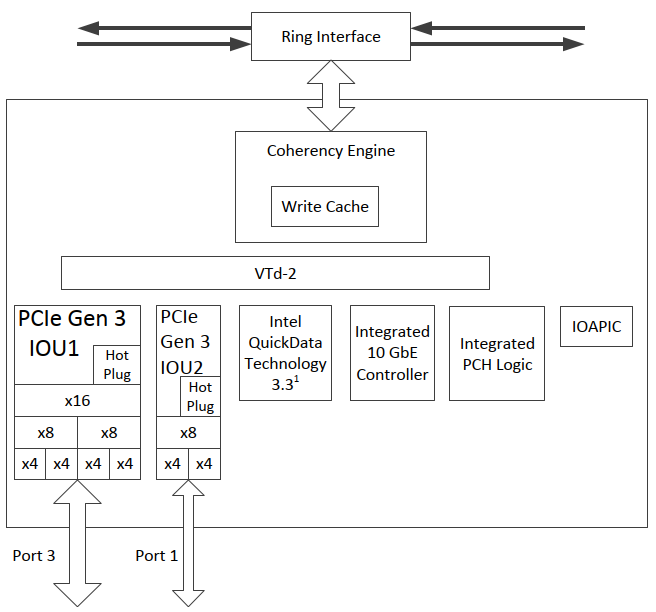 Ring Interface
Coherency Engine
Write Cache
VTd-2
PCIe Gen 3
IOU1
Hot
Plug
x16
x8 x8
x4 x4 x4 x4
PCIe
Gen 3
IOU2
Hot
Plug
x8
x4 x4
Intel
QuickData
Technology
3.3¹
Integrated
10 GbE
Controller
Integrated
PCH Logic
IOAPIC
Port 3
Port 1